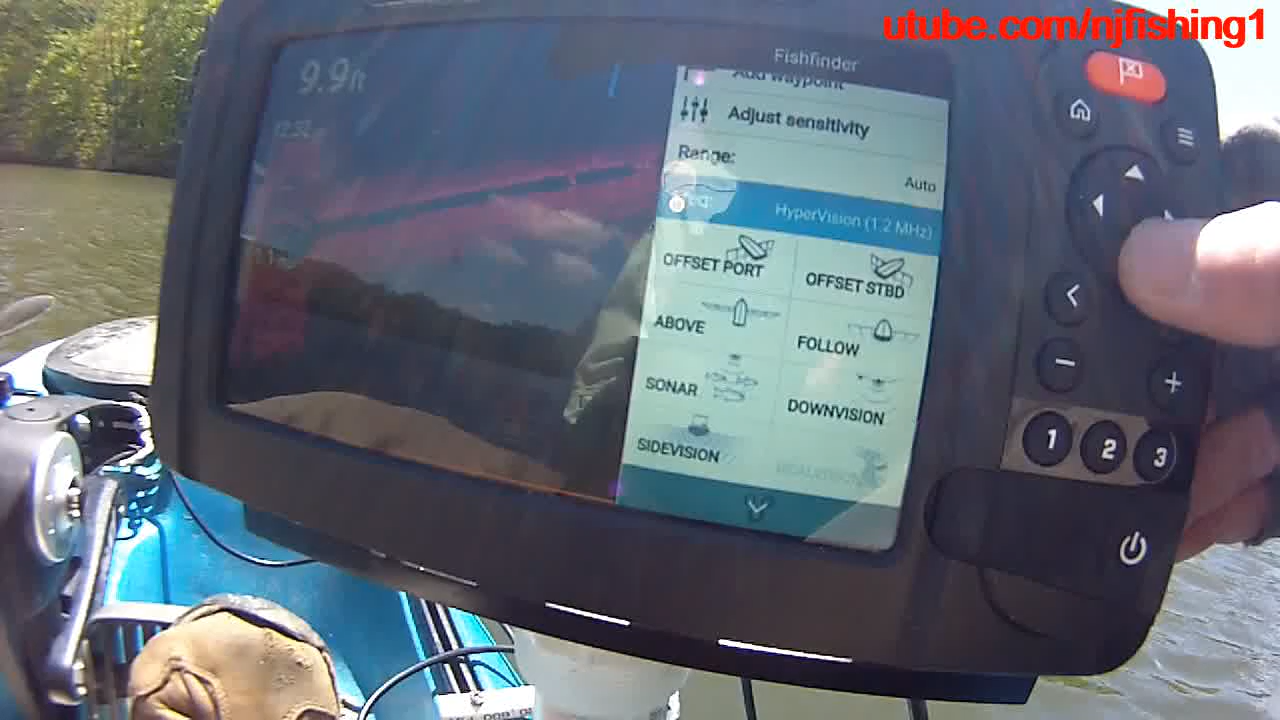 utube.com/njfishing1
Fishfinder
9.9ft
Add waypoint
Adjust sensitivity
Range:
Auto
HyperVision (1.2 MHz)
OFFSET PORT
OFFSET STBD
ABOVE
FOLLOW
SONAR
DOWNVISION
SIDEVISION
1
2
3